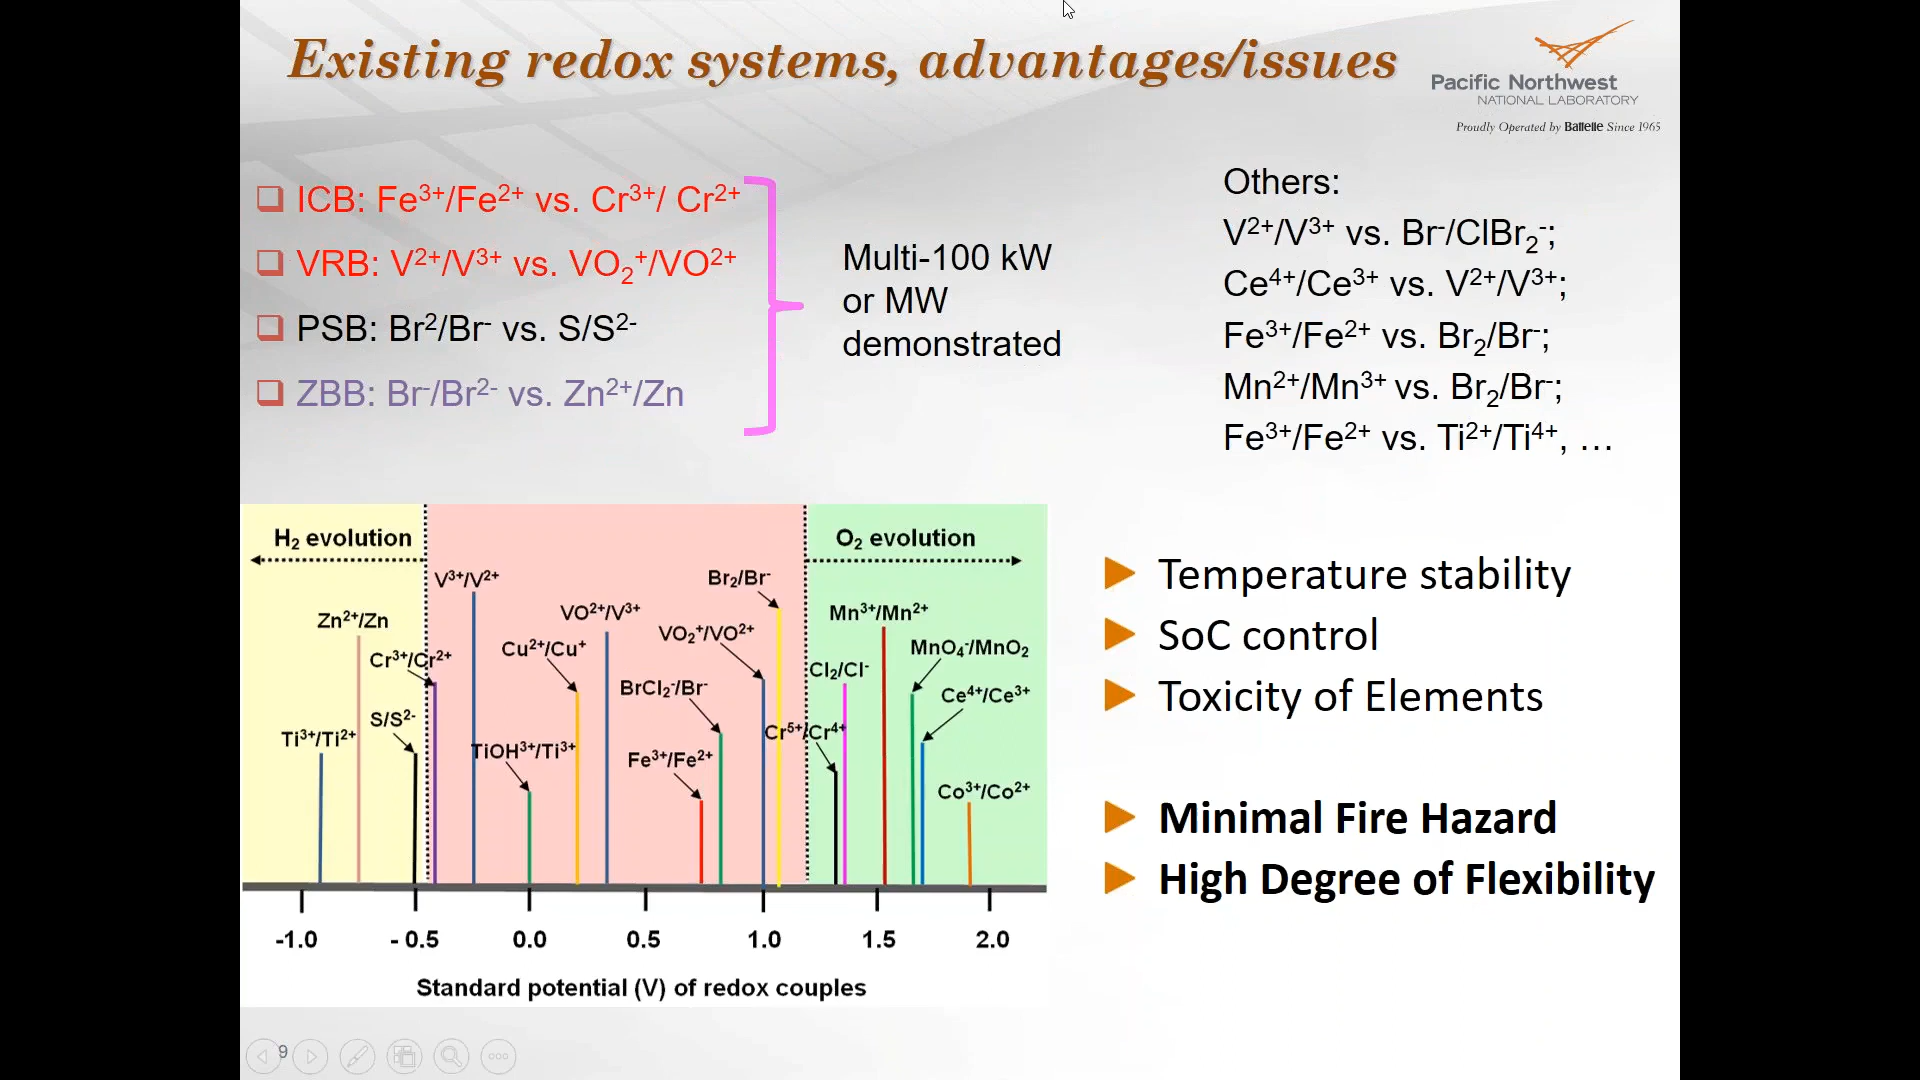 Existing redox systems, advantages/issues
Pacific Northwest
NATIONAL LABORATORY
Proudly Operated by Battelle Since 1965
ICB: Fe³⁺/Fe²⁺ vs. Cr³⁺/ Cr²⁺
VRB: V²⁺/V³⁺ vs. VO₂⁺/VO²⁺
PSB: Br²/Br⁻ vs. S/S²⁻
ZBB: Br⁻/Br²⁻ vs. Zn²⁺/Zn
Multi-100 kW
or MW
demonstrated
Others:
V²⁺/V³⁺ vs. Br⁻/ClBr₂⁻;
Ce⁴⁺/Ce³⁺ vs. V²⁺/V³⁺;
Fe³⁺/Fe²⁺ vs. Br₂/Br⁻;
Mn²⁺/Mn³⁺ vs. Br₂/Br⁻;
Fe³⁺/Fe²⁺ vs. Ti²⁺/Ti⁴⁺, …
H₂ evolution
O₂ evolution
V³⁺/V²⁺
Br₂/Br⁻
Zn²⁺/Zn
VO²⁺/V³⁺
Mn³⁺/Mn²⁺
Cr³⁺/Cr²⁺
Cu²⁺/Cu⁺
VO₂⁺/VO²⁺
MnO₄⁻/MnO₂
Cl₂/Cl⁻
S/S²⁻
BrCl₂⁻/Br⁻
Ce⁴⁺/Ce³⁺
Ti³⁺/Ti²⁺
TiOH³⁺/Ti³⁺
Fe³⁺/Fe²⁺
Cr⁵⁺/Cr⁴⁺
Co³⁺/Co²⁺
-1.0 - 0.5 0.0 0.5 1.0 1.5 2.0
Standard potential (V) of redox couples
Temperature stability
SoC control
Toxicity of Elements
Minimal Fire Hazard
High Degree of Flexibility
9